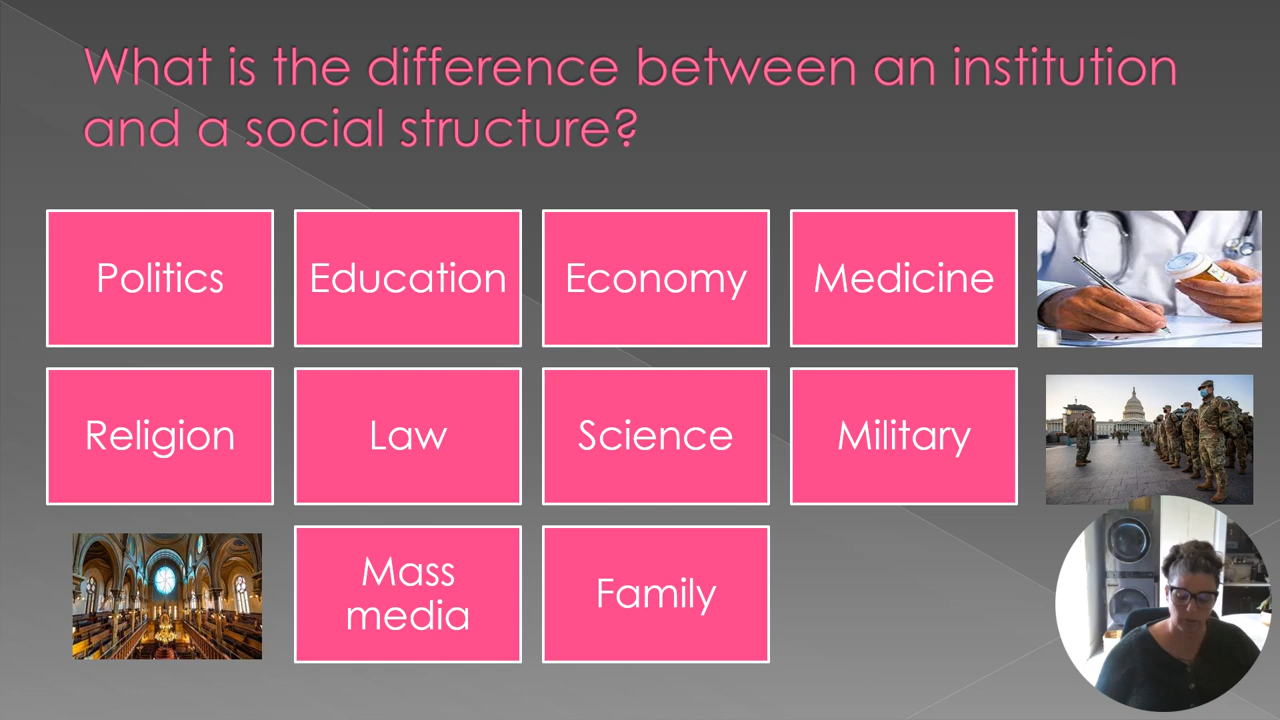 What is the difference between an institution
and a social structure?
Politics
Education
Economy
Medicine
Religion
Law
Science
Military
Mass
media
Family